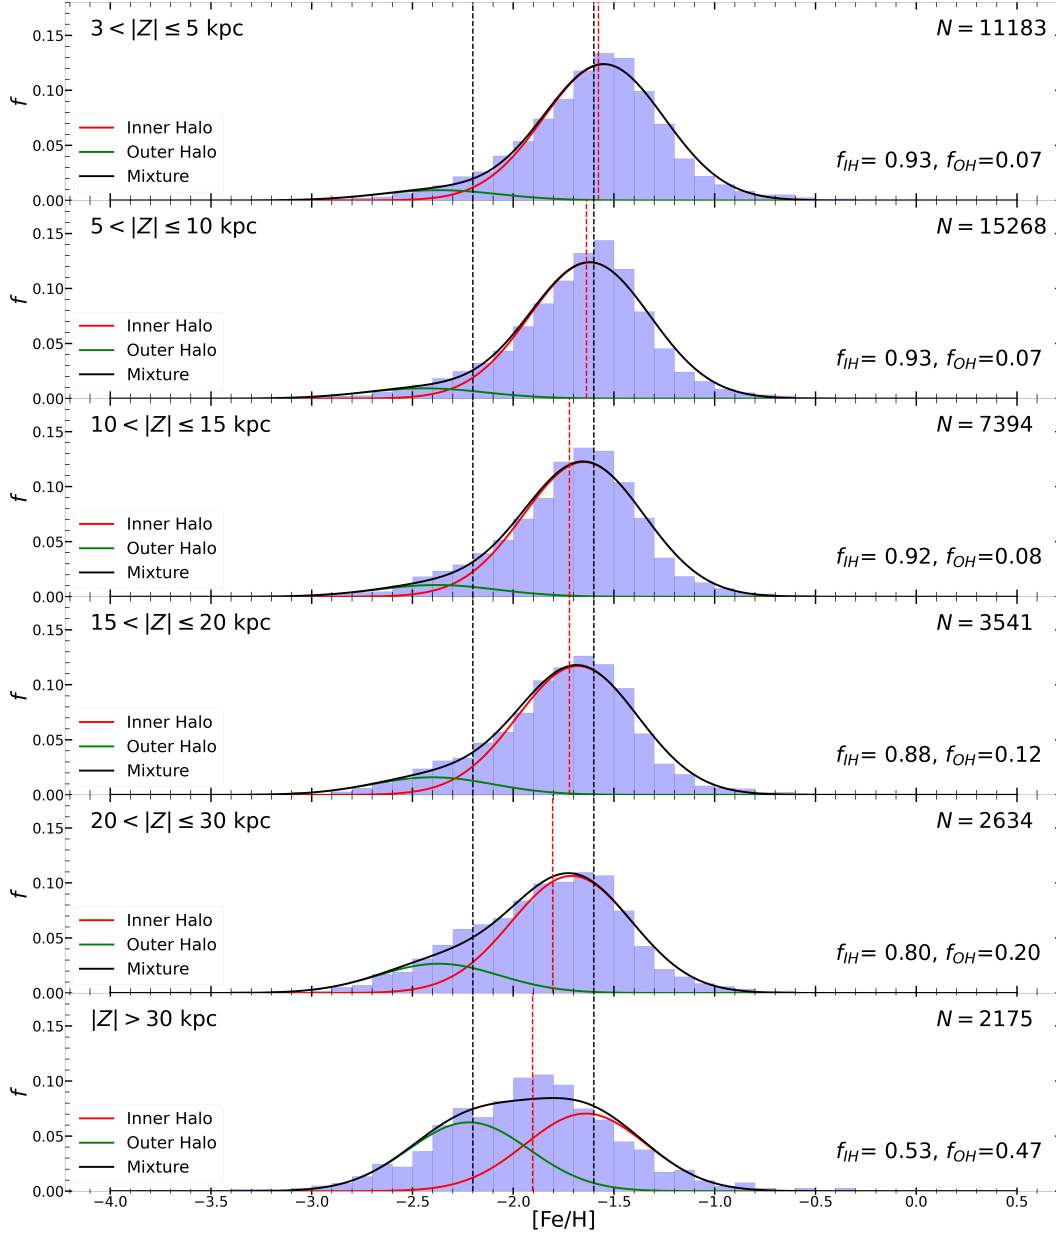 3 < |Z| ≤ 5 kpc
N = 11183
0.15
0.10
0.05
0.00
f
Inner Halo
Outer Halo
Mixture
f_IH= 0.93, f_OH=0.07
5 < |Z| ≤ 10 kpc
N = 15268
0.15
0.10
0.05
0.00
f
Inner Halo
Outer Halo
Mixture
f_IH= 0.93, f_OH=0.07
10 < |Z| ≤ 15 kpc
N = 7394
0.15
0.10
0.05
0.00
f
Inner Halo
Outer Halo
Mixture
f_IH= 0.92, f_OH=0.08
15 < |Z| ≤ 20 kpc
N = 3541
0.15
0.10
0.05
0.00
f
Inner Halo
Outer Halo
Mixture
f_IH= 0.88, f_OH=0.12
20 < |Z| ≤ 30 kpc
N = 2634
0.15
0.10
0.05
0.00
f
Inner Halo
Outer Halo
Mixture
f_IH= 0.80, f_OH=0.20
|Z| > 30 kpc
N = 2175
0.15
0.10
0.05
0.00
f
Inner Halo
Outer Halo
Mixture
f_IH= 0.53, f_OH=0.47
−4.0 −3.5 −3.0 −2.5 −2.0 −1.5 −1.0 −0.5 0.0 0.5
[Fe/H]